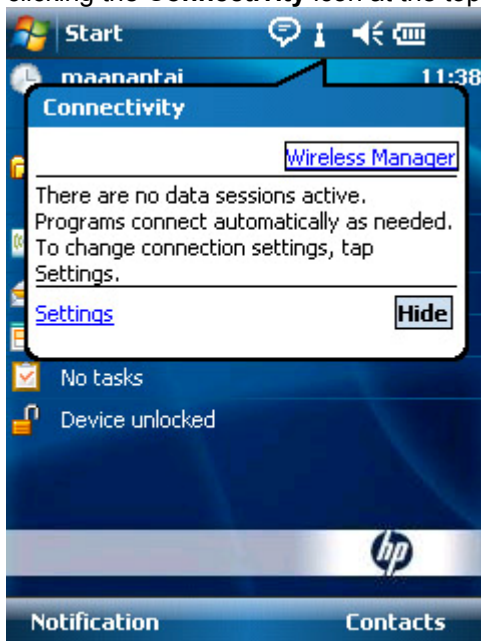 clicking the Connectivity icon at the top
Start
maanantai 11:38
Connectivity
Wireless Manager
There are no data sessions active.
Programs connect automatically as needed.
To change connection settings, tap
Settings.
Settings Hide
No tasks
Device unlocked
hp
Notification Contacts